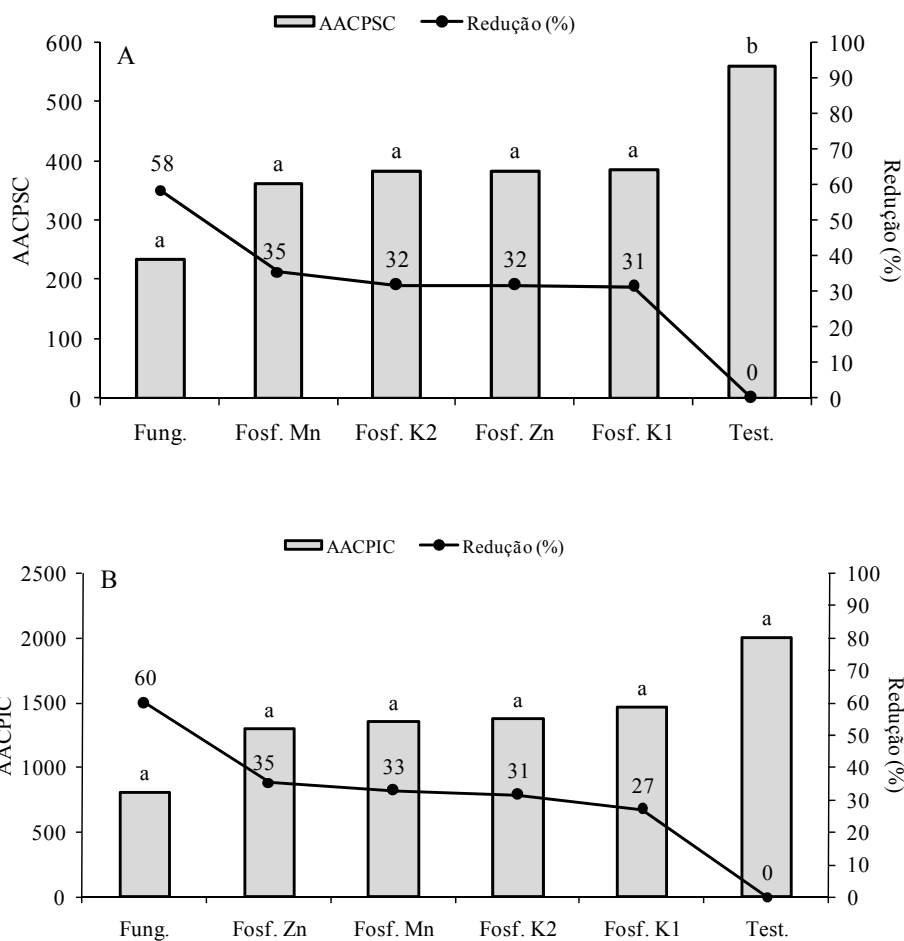 AACPSC Redução (%)
A
600
500
400
300
200
100
0
AACPSC
100
90
80
70
60
50
40
30
20
10
0
Redução (%)
58
35
32
32
31
0
a
a
a
a
a
b
Fung. Fosf. Mn Fosf. K2 Fosf. Zn Fosf. K1 Test.
AACPIC Redução (%)
B
2500
2000
1500
1000
500
0
AACPIC
100
90
80
70
60
50
40
30
20
10
0
Redução (%)
60
35
33
31
27
0
a
a
a
a
a
a
Fung. Fosf. Zn Fosf. Mn Fosf. K2 Fosf. K1 Test.